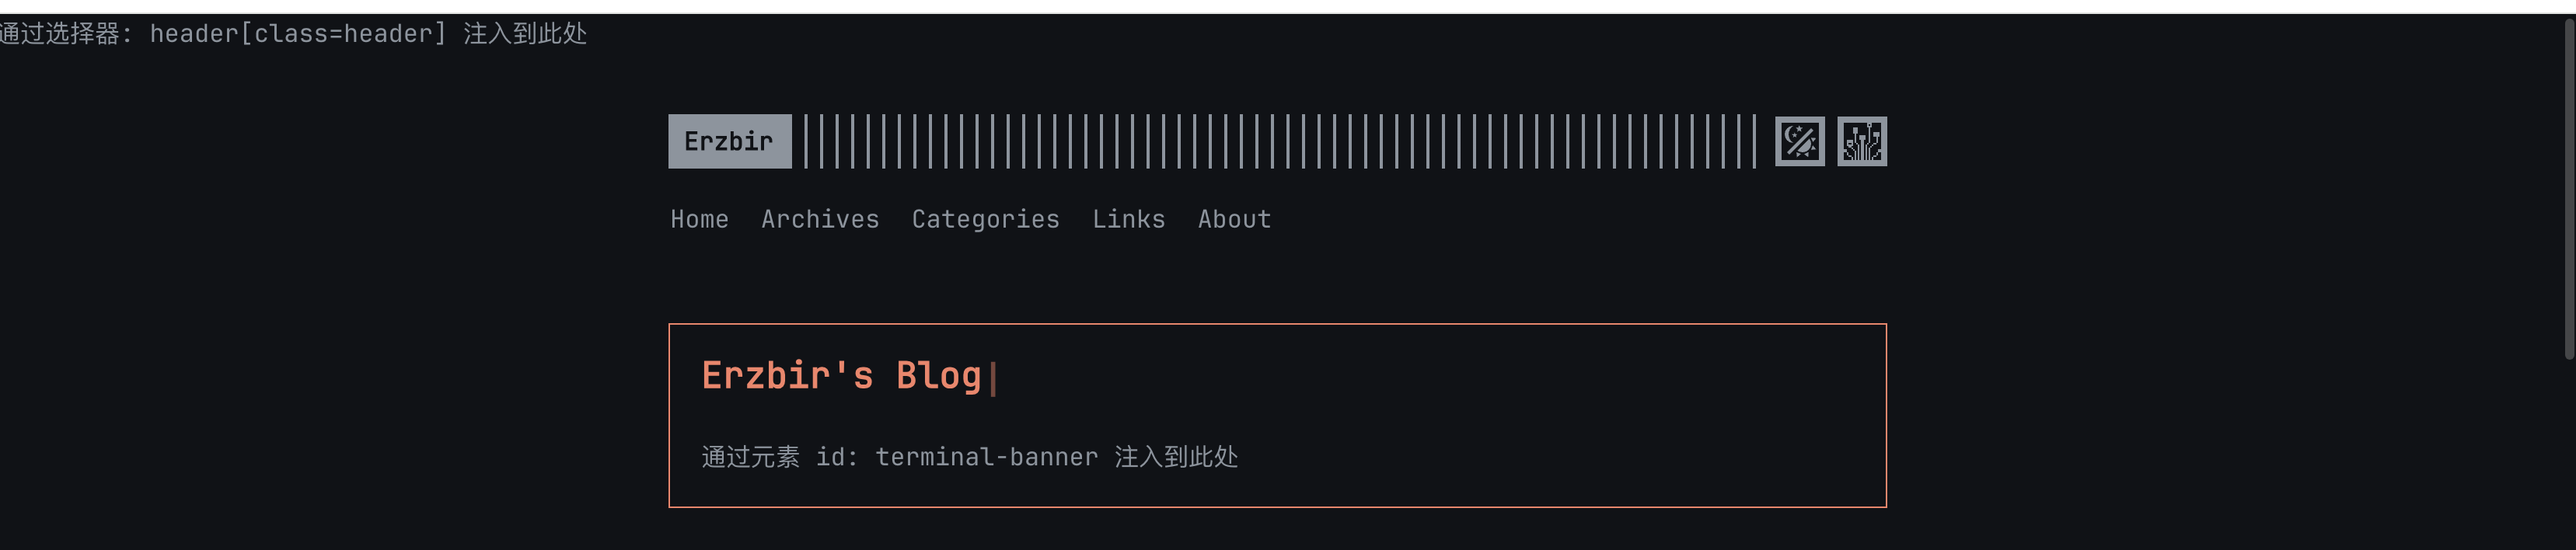 通过选择器: header[class=header] 注入到此处
Erzbir
Home Archives Categories Links About
Erzbir's Blog
通过元素 id: terminal-banner 注入到此处